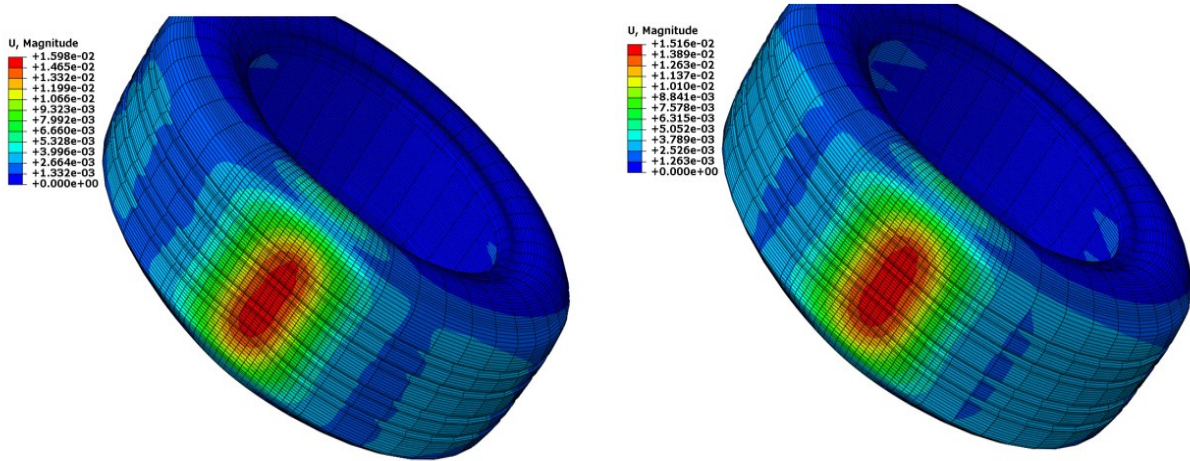 U, Magnitude
+1.598e-02
+1.465e-02
+1.332e-02
+1.199e-02
+1.066e-02
+9.323e-03
+7.992e-03
+6.660e-03
+5.328e-03
+3.996e-03
+2.664e-03
+1.332e-03
+0.000e+00
U, Magnitude
+1.516e-02
+1.389e-02
+1.263e-02
+1.137e-02
+1.010e-02
+8.841e-03
+7.578e-03
+6.315e-03
+5.052e-03
+3.789e-03
+2.526e-03
+1.263e-03
+0.000e+00